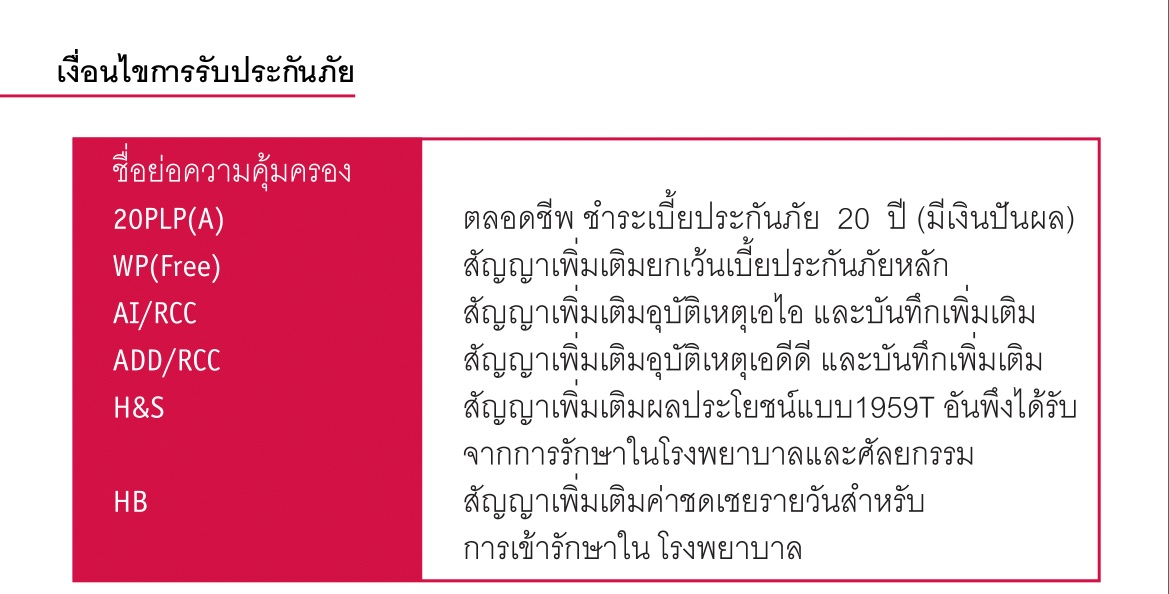 เงื่อนไขการรับประกันภัย
ชื่อย่อความคุ้มครอง
20PLP(A) ตลอดชีพ ชำระเบี้ยประกันภัย 20 ปี (มีเงินปันผล)
WP(Free) สัญญาเพิ่มเติมยกเว้นเบี้ยประกันภัยหลัก
AI/RCC สัญญาเพิ่มเติมอุบัติเหตุเอไอ และบันทึกเพิ่มเติม
ADD/RCC สัญญาเพิ่มเติมอุบัติเหตุเอดีดี และบันทึกเพิ่มเติม
H&S สัญญาเพิ่มเติมผลประโยชน์แบบ1959T อันพึงได้รับ
จากการรักษาในโรงพยาบาลและศัลยกรรม
HB สัญญาเพิ่มเติมค่าชดเชยรายวันสำหรับ
การเข้ารักษาใน โรงพยาบาล